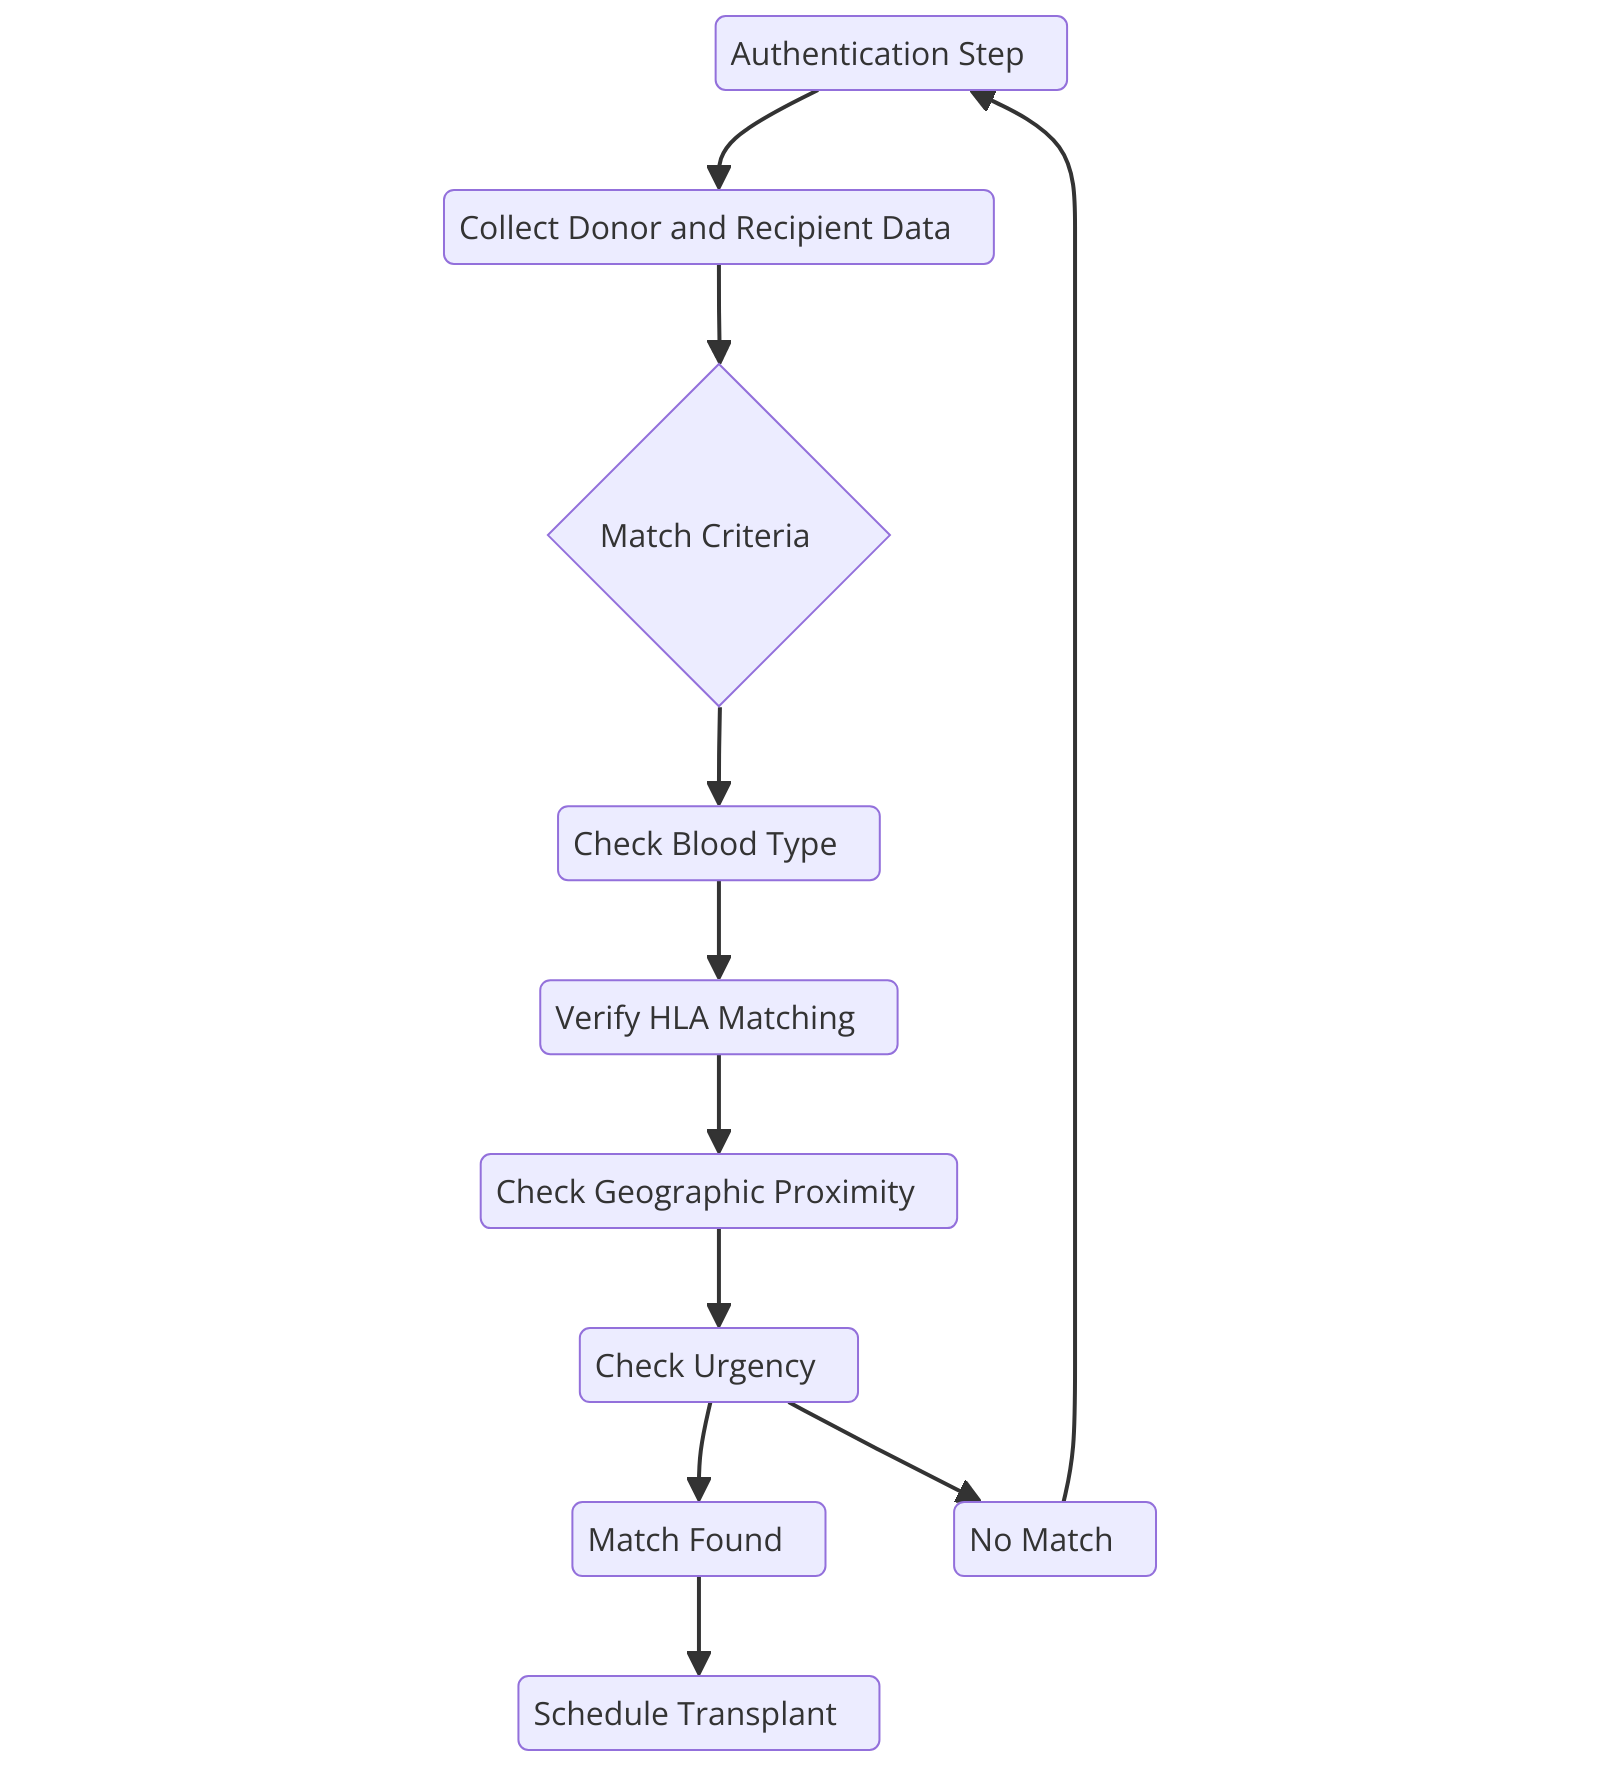 Authentication Step
Collect Donor and Recipient Data
Match Criteria
Check Blood Type
Verify HLA Matching
Check Geographic Proximity
Check Urgency
Match Found
No Match
Schedule Transplant